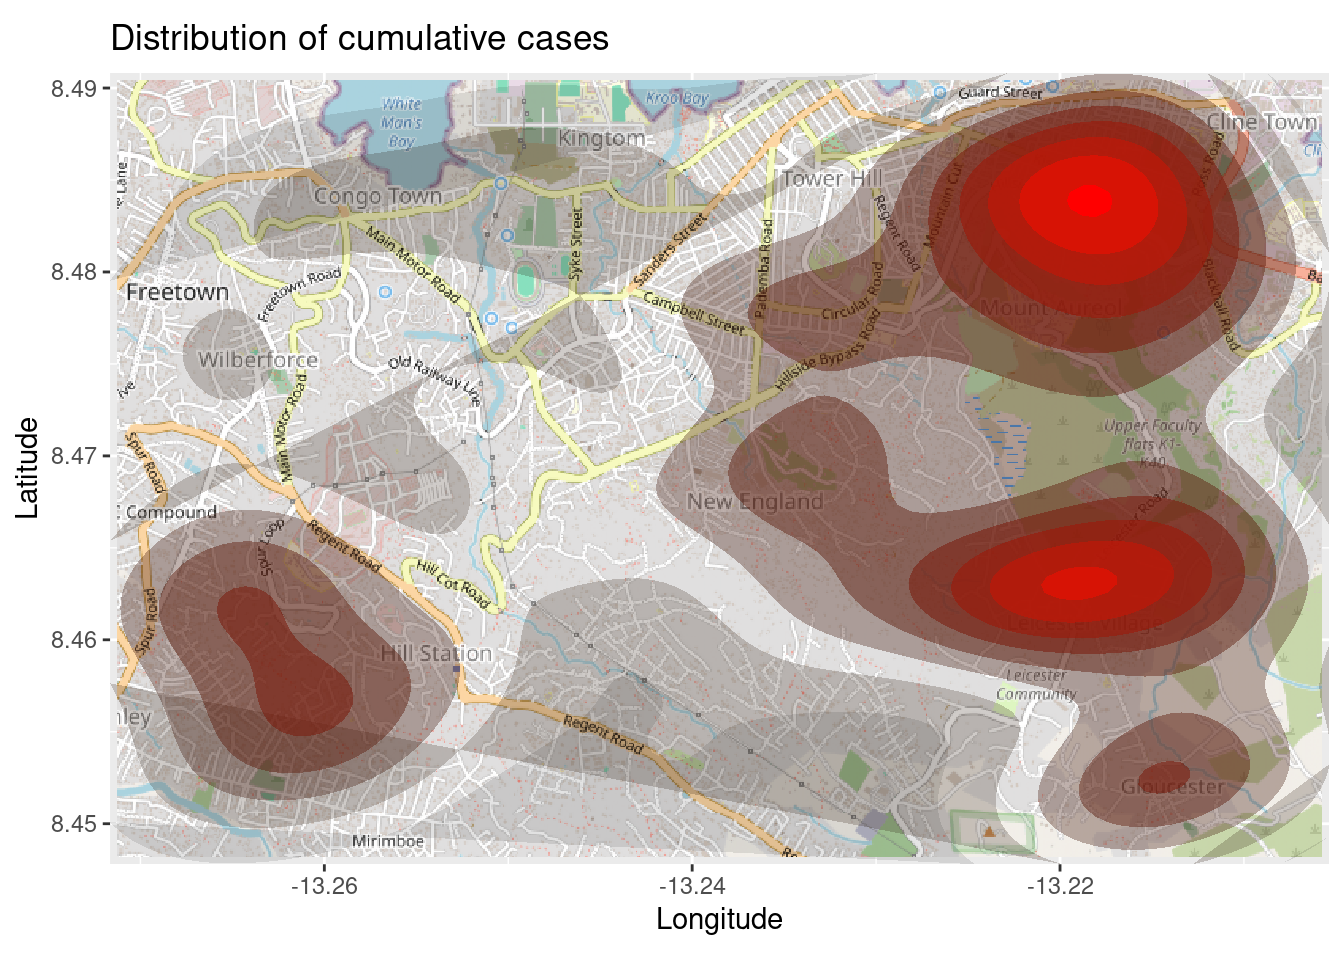 Distribution of cumulative cases
8.49
8.48
8.47
8.46
8.45
Latitude
-13.26
-13.24
-13.22
Longitude
White
Man's
Bay
Kroo Bay
Guard Street
Cline Town
Kingtom
Lane
Congo Town
Tower Hill
Ross Road
Mountain Cut
Regent Road
Main Motor Road
Syke Street
Sanders Street
Pademba Road
Freetown
Freetown Road
Campbell Street
Circular Road
Mount Aureol
Blackhall Road
Wilberforce
Old Railway Line
Hillside Bypass Road
Main Motor Road
Spur Road
Upper Faculty
flats K1-
K40
New England
Compound
Spur Loop
Regent Road
Hill Cot Road
Spur Road
Leicester Village
Hill Station
Leicester
Community
Regent Road
Gloucester
Mirimboe